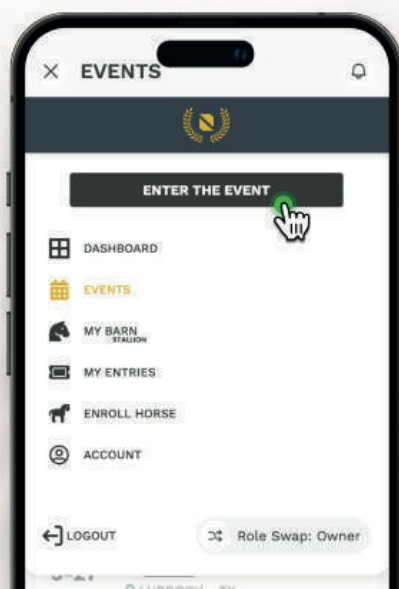 EVENTS
ENTER THE EVENT
DASHBOARD
EVENTS
MY BARN
STALLION
MY ENTRIES
ENROLL HORSE
ACCOUNT
LOGOUT
Role Swap: Owner